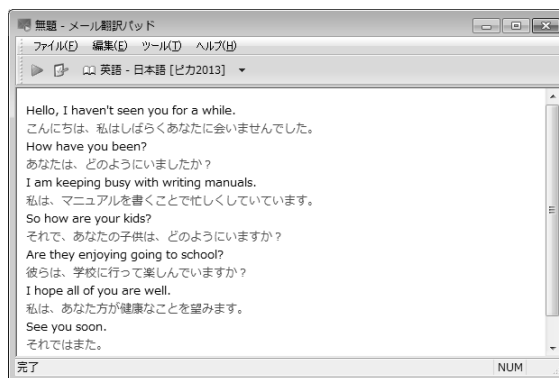 無題 - メール翻訳パッド
ファイル(F) 編集(E) ツール(T) ヘルプ(H)
英語 - 日本語 [ピカ2013]
Hello, I haven't seen you for a while.
こんにちは、私はしばらくあなたに会いませんでした。
How have you been?
あなたは、どのようにいましたか？
I am keeping busy with writing manuals.
私は、マニュアルを書くことで忙しくしていています。
So how are your kids?
それで、あなたの子供は、どのようにいますか？
Are they enjoying going to school?
彼らは、学校に行って楽しんでいますか？
I hope all of you are well.
私は、あなた方が健康なことを望みます。
See you soon.
それではまた。
完了 NUM